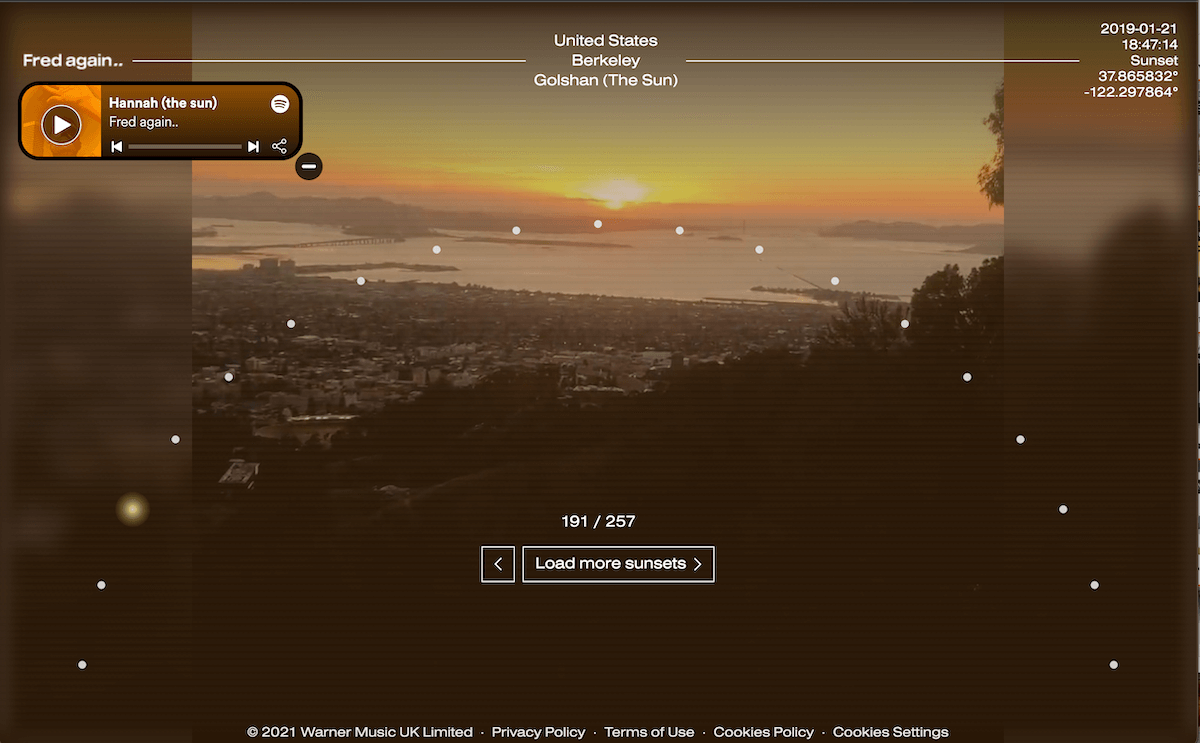 Fred again..
Hannah (the sun)
Fred again..
United States
Berkeley
Golshan (The Sun)
2019-01-21
18:47:14
Sunset
37.865832°
-122.297864°
191 / 257
Load more sunsets
© 2021 Warner Music UK Limited · Privacy Policy · Terms of Use · Cookies Policy · Cookies Settings